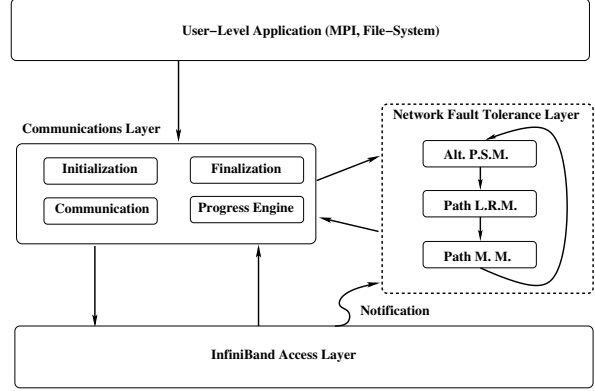 User-Level Application (MPI, File-System)
Network Fault Tolerance Layer
Communications Layer
Initialization
Finalization
Communication
Progress Engine
Alt. P.S.M.
Path L.R.M.
Path M. M.
Notification
InfiniBand Access Layer